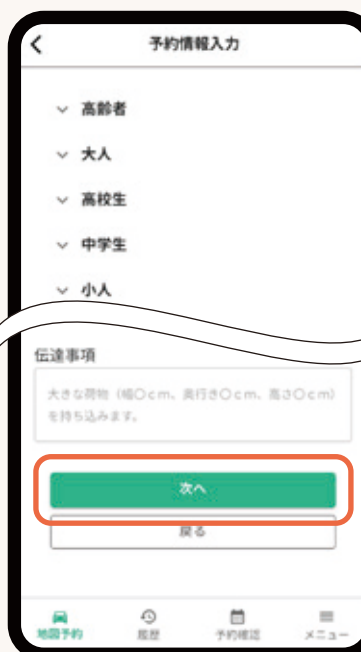 予約情報入力
高齢者
大人
高校生
中学生
小人
伝達事項
大きな荷物（幅〇cm、奥行き〇cm、高さ〇cm）
を持ち込みます。
次へ
戻る
地図予約
履歴
予約確認
メニュー